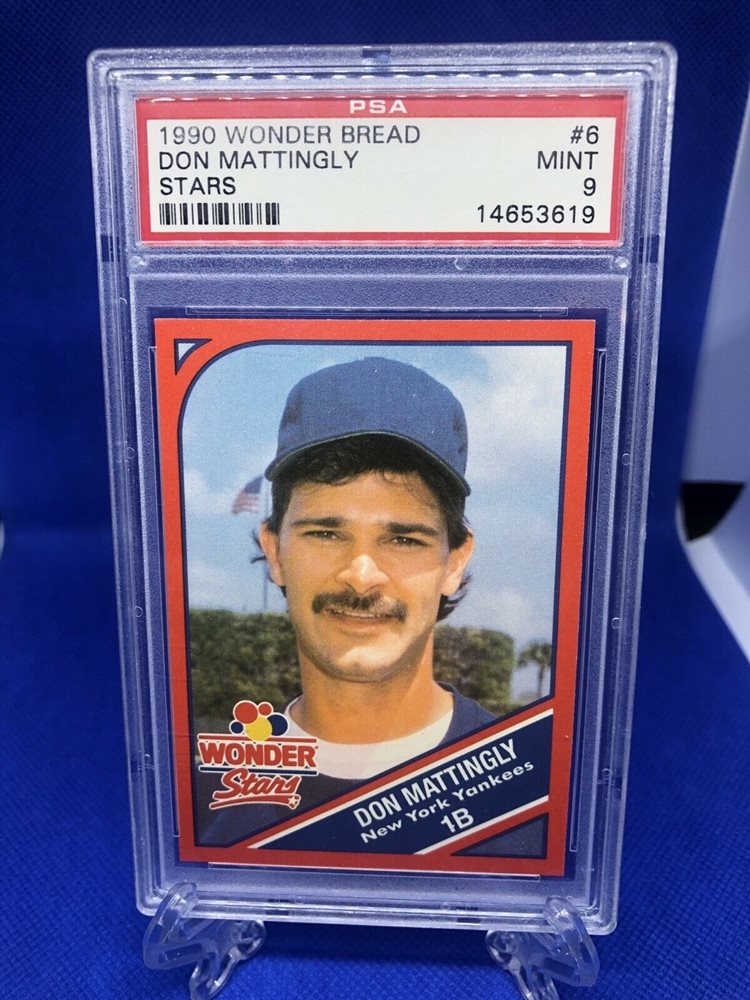 PSA
1990 WONDER BREAD #6
DON MATTINGLY MINT
STARS 9
14653619
WONDER
Stars
DON MATTINGLY
New York Yankees
1B